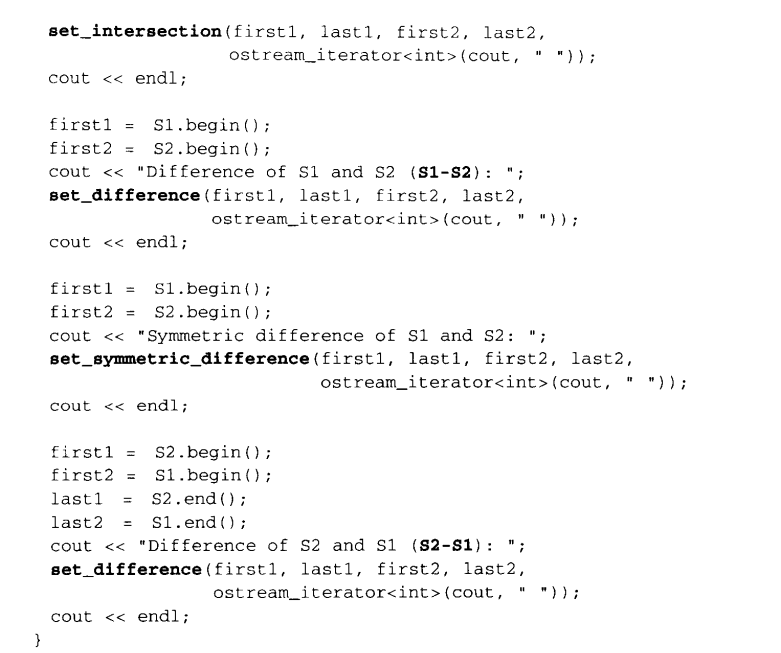 set_intersection(first1, last1, first2, last2,
                 ostream_iterator<int>(cout, " "));
cout << endl;

first1 =  S1.begin();
first2 =  S2.begin();
cout << "Difference of S1 and S2 (S1-S2): ";
set_difference(first1, last1, first2, last2,
               ostream_iterator<int>(cout, " "));
cout << endl;

first1 =  S1.begin();
first2 =  S2.begin();
cout << "Symmetric difference of S1 and S2: ";
set_symmetric_difference(first1, last1, first2, last2,
                         ostream_iterator<int>(cout, " "));
cout << endl;

first1 =  S2.begin();
first2 =  S1.begin();
last1  =  S2.end();
last2  =  S1.end();
cout << "Difference of S2 and S1 (S2-S1): ";
set_difference(first1, last1, first2, last2,
               ostream_iterator<int>(cout, " "));
cout << endl;
}